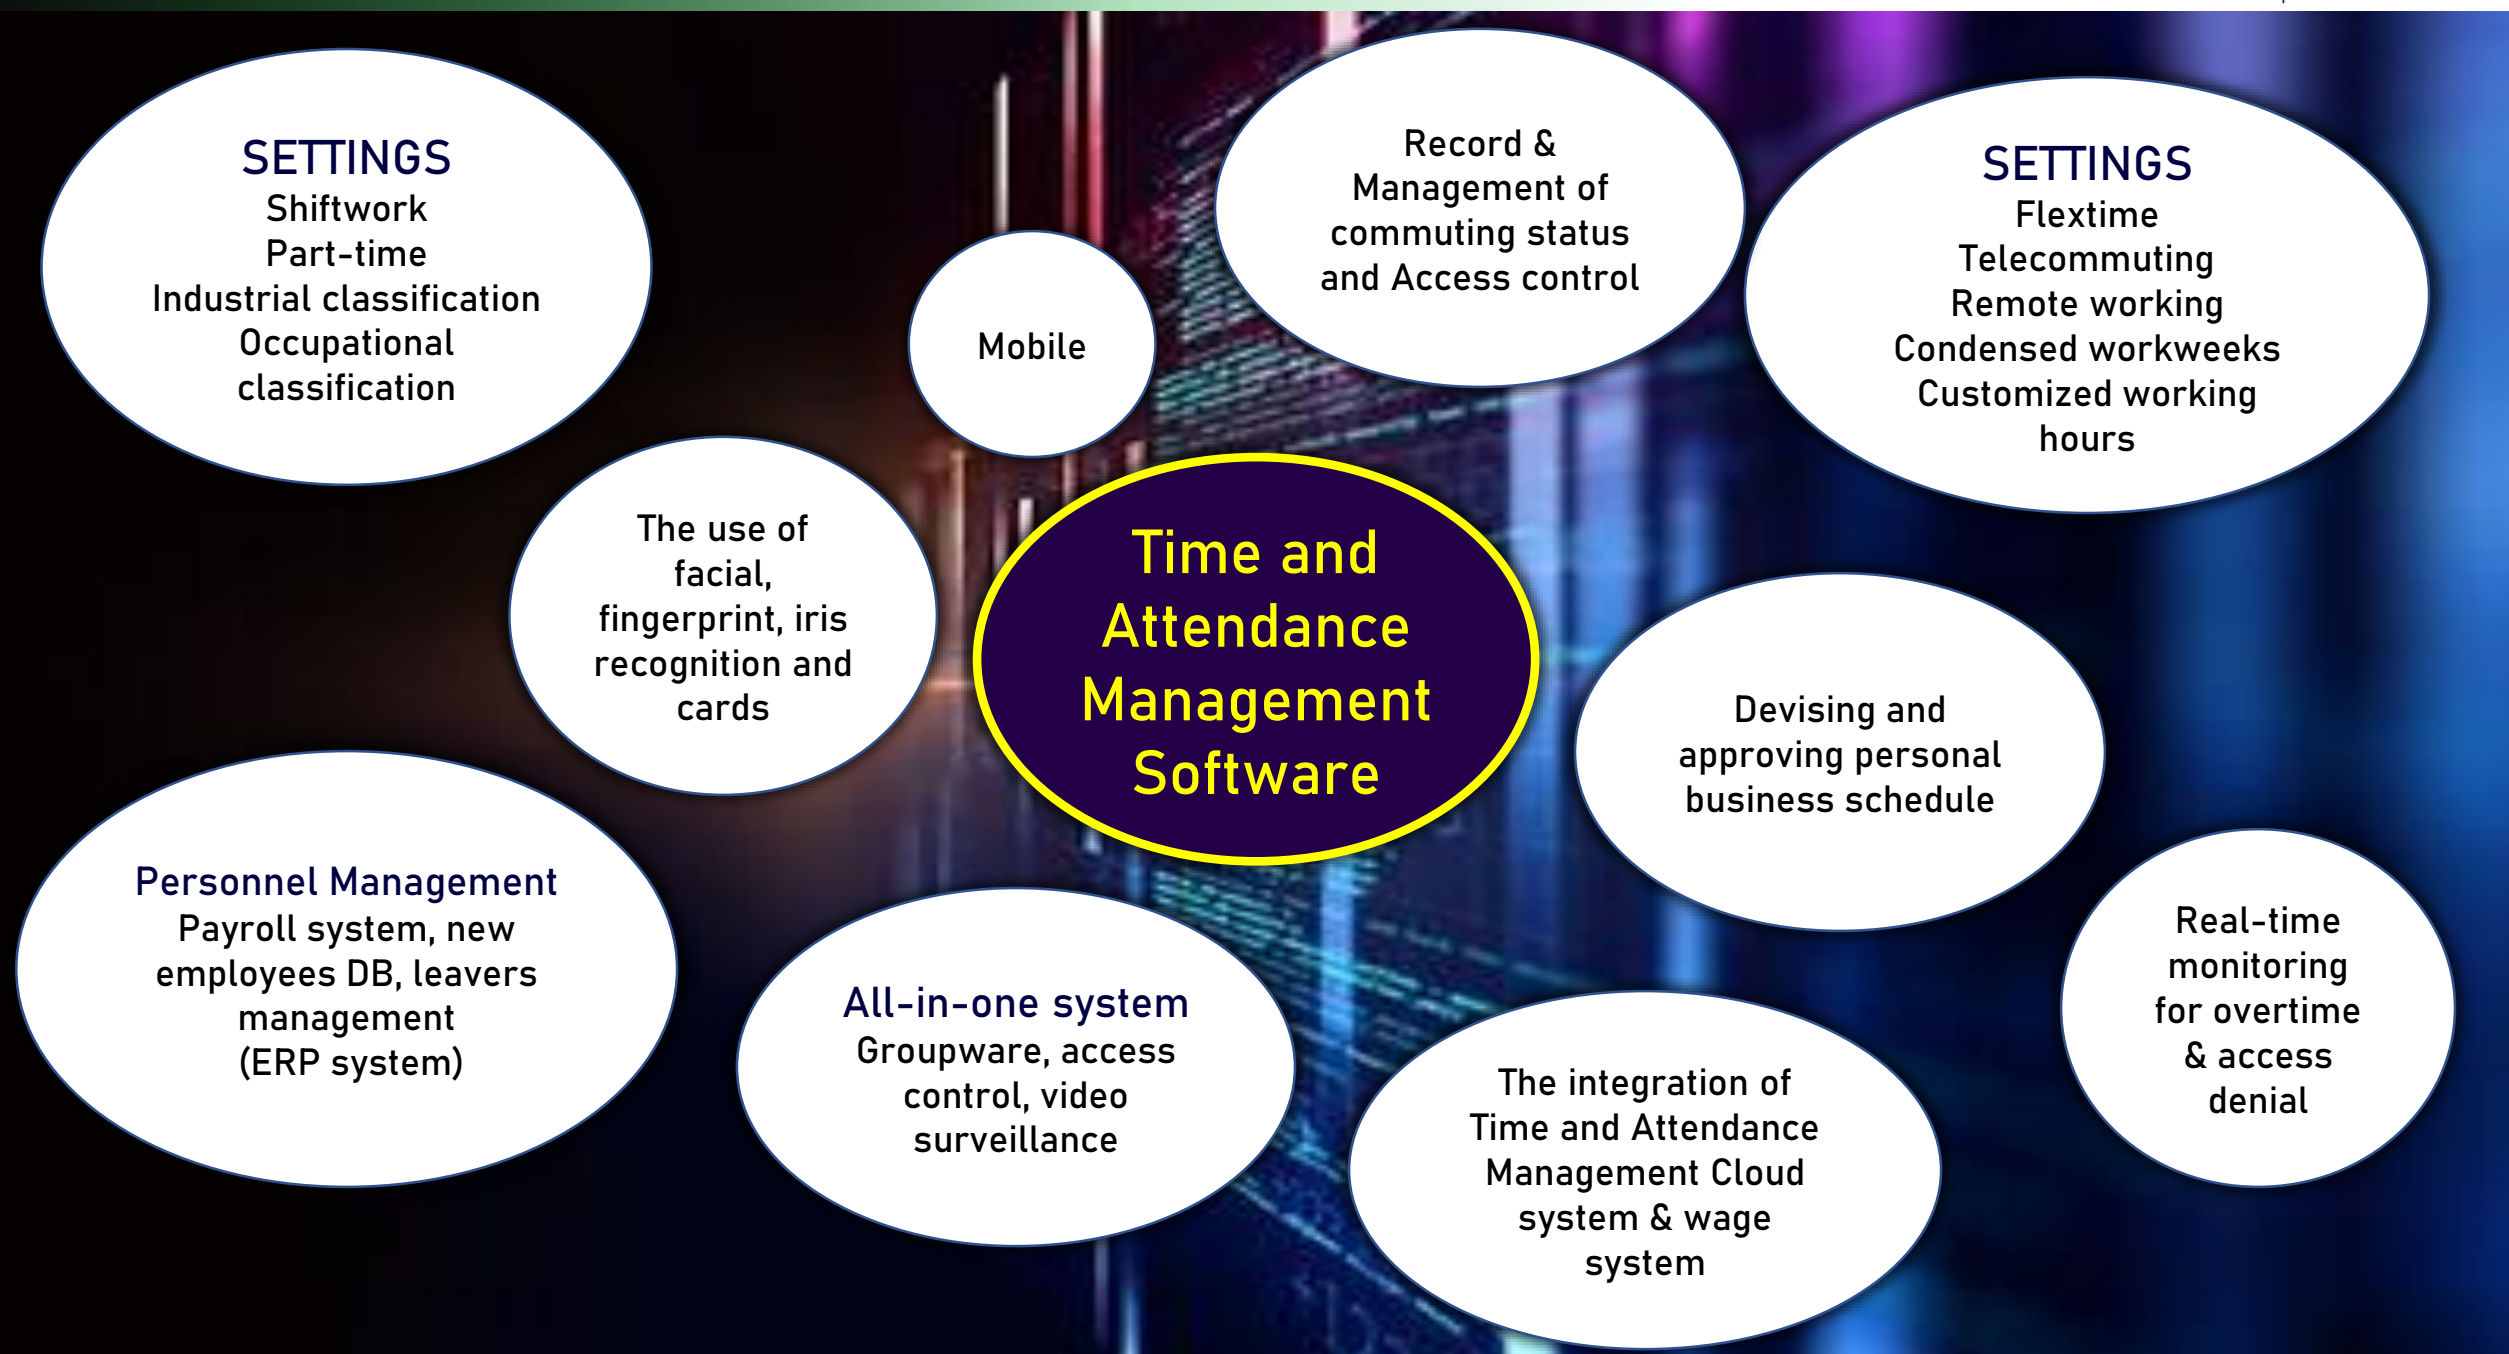 SETTINGS
Shiftwork
Part-time
Industrial classification
Occupational
classification
Mobile
Record &
Management of
commuting status
and Access control
SETTINGS
Flextime
Telecommuting
Remote working
Condensed workweeks
Customized working
hours
The use of
facial,
fingerprint, iris
recognition and
cards
Time and
Attendance
Management
Software
Devising and
approving personal
business schedule
Personnel Management
Payroll system, new
employees DB, leavers
management
(ERP system)
All-in-one system
Groupware, access
control, video
surveillance
The integration of
Time and Attendance
Management Cloud
system & wage
system
Real-time
monitoring
for overtime
& access
denial